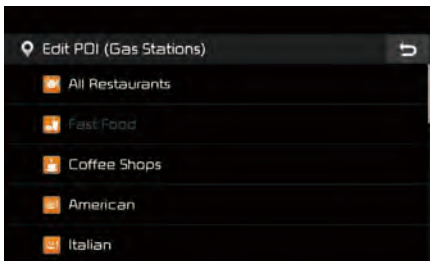 Edit POI (Gas Stations)
All Restaurants
Fast Food
Coffee Shops
American
Italian